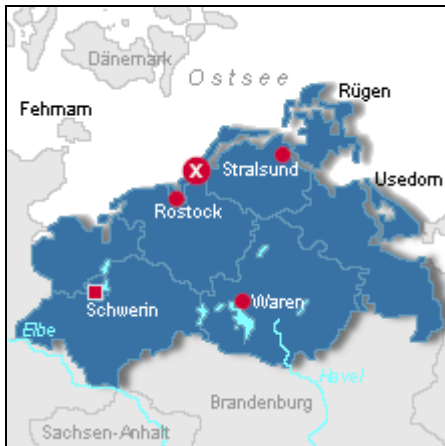 Dänemark
Ostsee
Rügen
Fehmarn
X
Stralsund
Usedom
Rostock
Schwerin
Waren
Elbe
Havel
Brandenburg
Sachsen-Anhalt